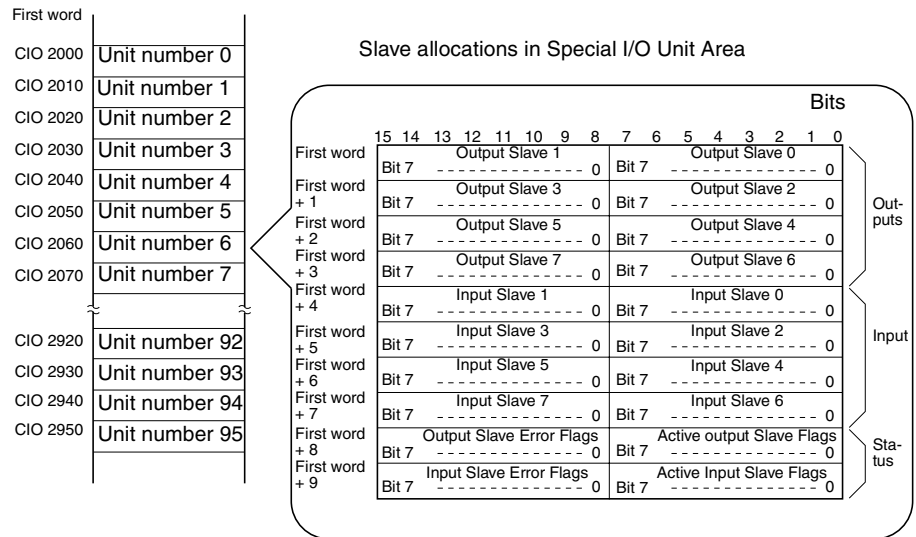 First word
CIO 2000 Unit number 0
CIO 2010 Unit number 1
CIO 2020 Unit number 2
CIO 2030 Unit number 3
CIO 2040 Unit number 4
CIO 2050 Unit number 5
CIO 2060 Unit number 6
CIO 2070 Unit number 7
CIO 2920 Unit number 92
CIO 2930 Unit number 93
CIO 2940 Unit number 94
CIO 2950 Unit number 95
Slave allocations in Special I/O Unit Area
Bits
15 14 13 12 11 10 9 8 7 6 5 4 3 2 1 0
First word
Output Slave 1 Output Slave 0
Bit 7 - - - - - - - - - - - - - - 0 Bit 7 - - - - - - - - - - - - - - 0
First word
+ 1
Output Slave 3 Output Slave 2
Bit 7 - - - - - - - - - - - - - - 0 Bit 7 - - - - - - - - - - - - - - 0
First word
+ 2
Output Slave 5 Output Slave 4
Bit 7 - - - - - - - - - - - - - - 0 Bit 7 - - - - - - - - - - - - - - 0
First word
+ 3
Output Slave 7 Output Slave 6
Bit 7 - - - - - - - - - - - - - - 0 Bit 7 - - - - - - - - - - - - - - 0
Out-
puts
First word
+ 4
Input Slave 1 Input Slave 0
Bit 7 - - - - - - - - - - - - - - 0 Bit 7 - - - - - - - - - - - - - - 0
First word
+ 5
Input Slave 3 Input Slave 2
Bit 7 - - - - - - - - - - - - - - 0 Bit 7 - - - - - - - - - - - - - - 0
First word
+ 6
Input Slave 5 Input Slave 4
Bit 7 - - - - - - - - - - - - - - 0 Bit 7 - - - - - - - - - - - - - - 0
First word
+ 7
Input Slave 7 Input Slave 6
Bit 7 - - - - - - - - - - - - - - 0 Bit 7 - - - - - - - - - - - - - - 0
Input
First word
+ 8
Output Slave Error Flags Active output Slave Flags
Bit 7 - - - - - - - - - - - - - - 0 Bit 7 - - - - - - - - - - - - - - 0
First word
+ 9
Input Slave Error Flags Active Input Slave Flags
Bit 7 - - - - - - - - - - - - - - 0 Bit 7 - - - - - - - - - - - - - - 0
Sta-
tus